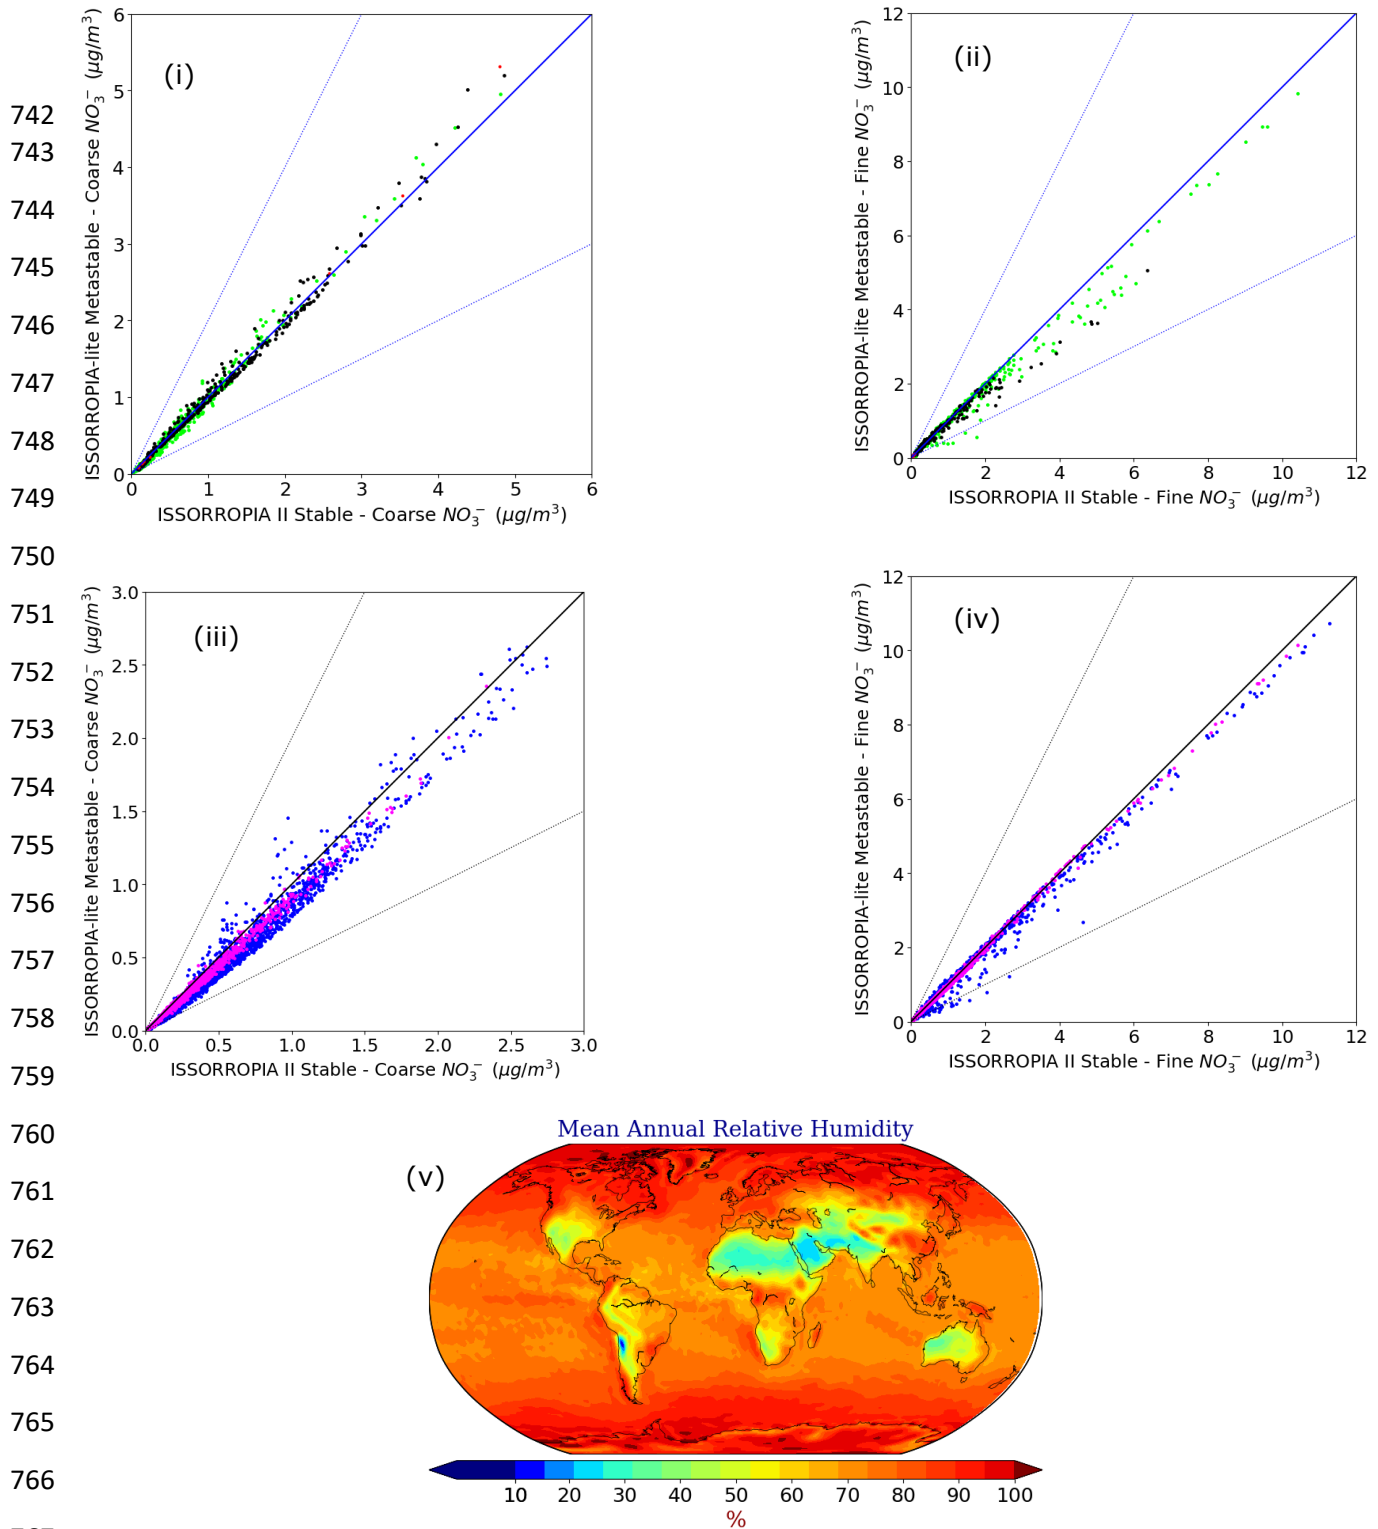 (i)
ISSORROPIA-lite Metastable - Coarse NO₃⁻ (μg/m³)
6
5
4
3
2
1
0
0 1 2 3 4 5 6
ISSORROPIA II Stable - Coarse NO₃⁻ (μg/m³)
(ii)
ISSORROPIA-lite Metastable - Fine NO₃⁻ (μg/m³)
12
10
8
6
4
2
0
0 2 4 6 8 10 12
ISSORROPIA II Stable - Fine NO₃⁻ (μg/m³)
742
743
744
745
746
747
748
749
750
751
752
753
754
755
756
757
758
759
760
761
762
763
764
765
766
(iii)
ISSORROPIA-lite Metastable - Coarse NO₃⁻ (μg/m³)
3.0
2.5
2.0
1.5
1.0
0.5
0.0
0.0 0.5 1.0 1.5 2.0 2.5 3.0
ISSORROPIA II Stable - Coarse NO₃⁻ (μg/m³)
(iv)
ISSORROPIA-lite Metastable - Fine NO₃⁻ (μg/m³)
12
10
8
6
4
2
0
0 2 4 6 8 10 12
ISSORROPIA II Stable - Fine NO₃⁻ (μg/m³)
Mean Annual Relative Humidity
(v)
10 20 30 40 50 60 70 80 90 100
%